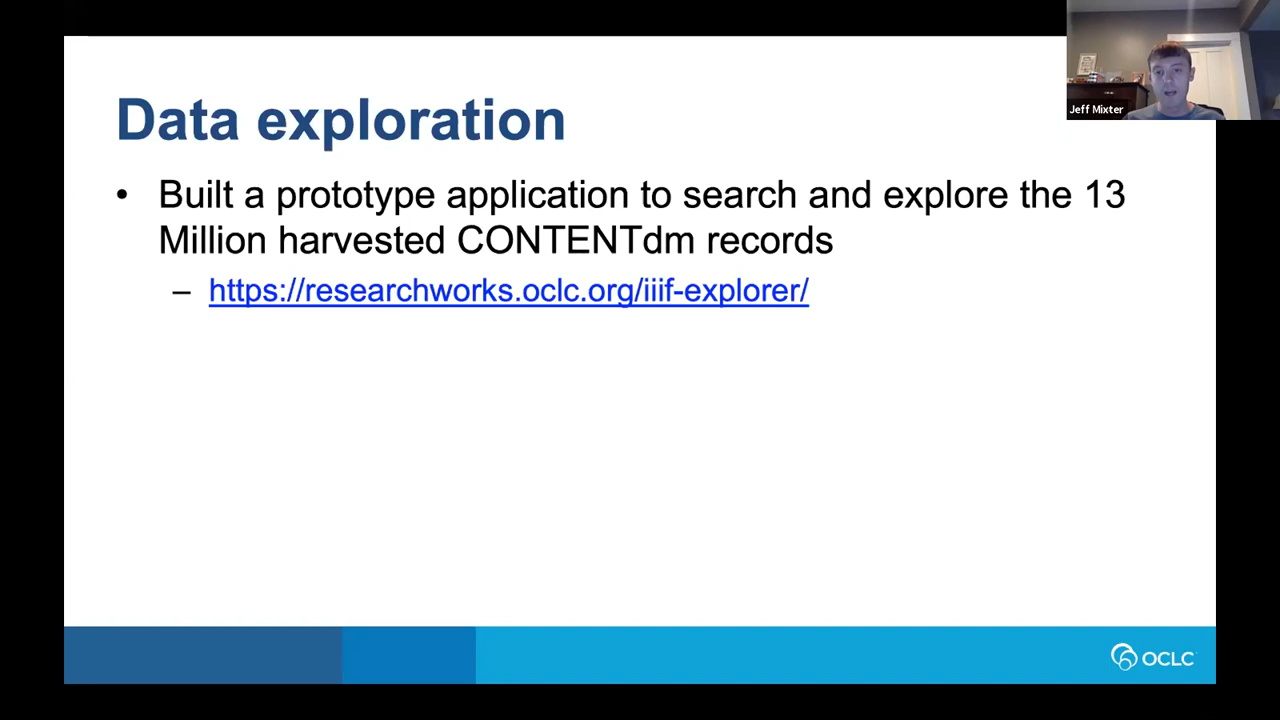 Data exploration
• Built a prototype application to search and explore the 13
Million harvested CONTENTdm records
– https://researchworks.oclc.org/iiif-explorer/
Jeff Mixter
OCLC